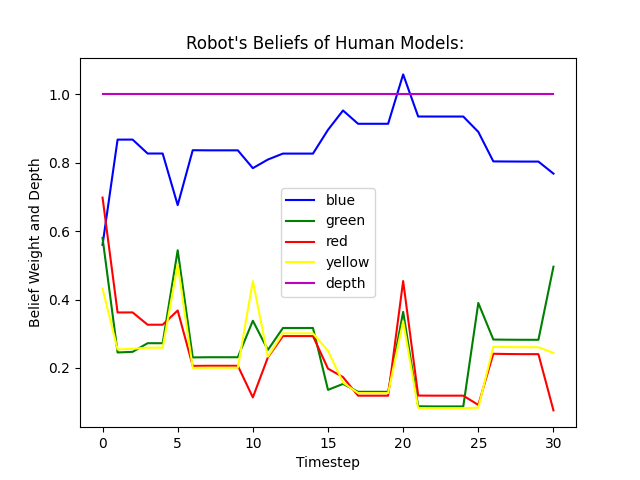 Robot's Beliefs of Human Models:
Belief Weight and Depth
1.0
0.8
0.6
0.4
0.2
blue
green
red
yellow
depth
0 5 10 15 20 25 30
Timestep